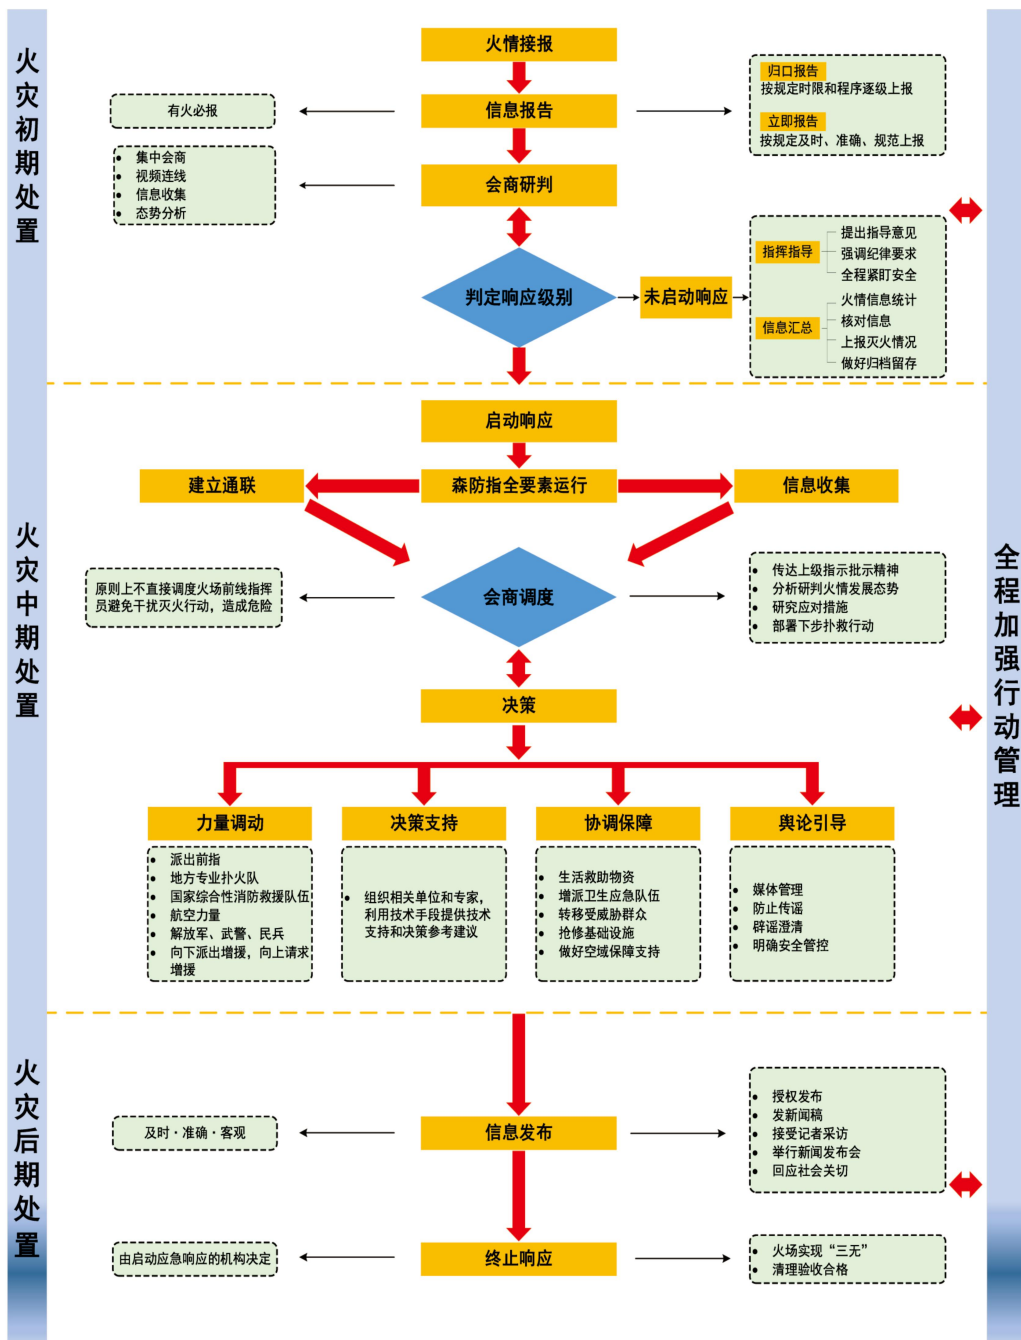 火灾初期处置
火情接报
信息报告
有火必报
归口报告
按规定时限和程序逐级上报
立即报告
按规定及时、准确、规范上报
会商研判
集中会商
视频连线
信息收集
态势分析
判定响应级别
未启动响应
指挥指导
提出指导意见
强调纪律要求
全程紧盯安全
信息汇总
火情信息统计
核对信息
上报灭火情况
做好归档留存
火灾中期处置
启动响应
建立通联
森防指全要素运行
信息收集
会商调度
原则上不直接调度火场前线指挥
员避免干扰灭火行动，造成危险
传达上级指示批示精神
分析研判火情发展态势
研究应对措施
部署下步扑救行动
决策
力量调动
派出前指
地方专业扑火队
国家综合性消防救援队伍
航空力量
解放军、武警、民兵
向下派出增援，向上请求
增援
决策支持
组织相关单位和专家，
利用技术手段提供技术
支持和决策参考建议
协调保障
生活救助物资
增派卫生应急队伍
转移受威胁群众
抢修基础设施
做好空域保障支持
舆论引导
媒体管理
防止传谣
辟谣澄清
明确安全管控
火灾后期处置
信息发布
及时·准确·客观
授权发布
发新闻稿
接受记者采访
举行新闻发布会
回应社会关切
终止响应
由启动应急响应的机构决定
火场实现“三无”
清理验收合格
全程加强行动管理